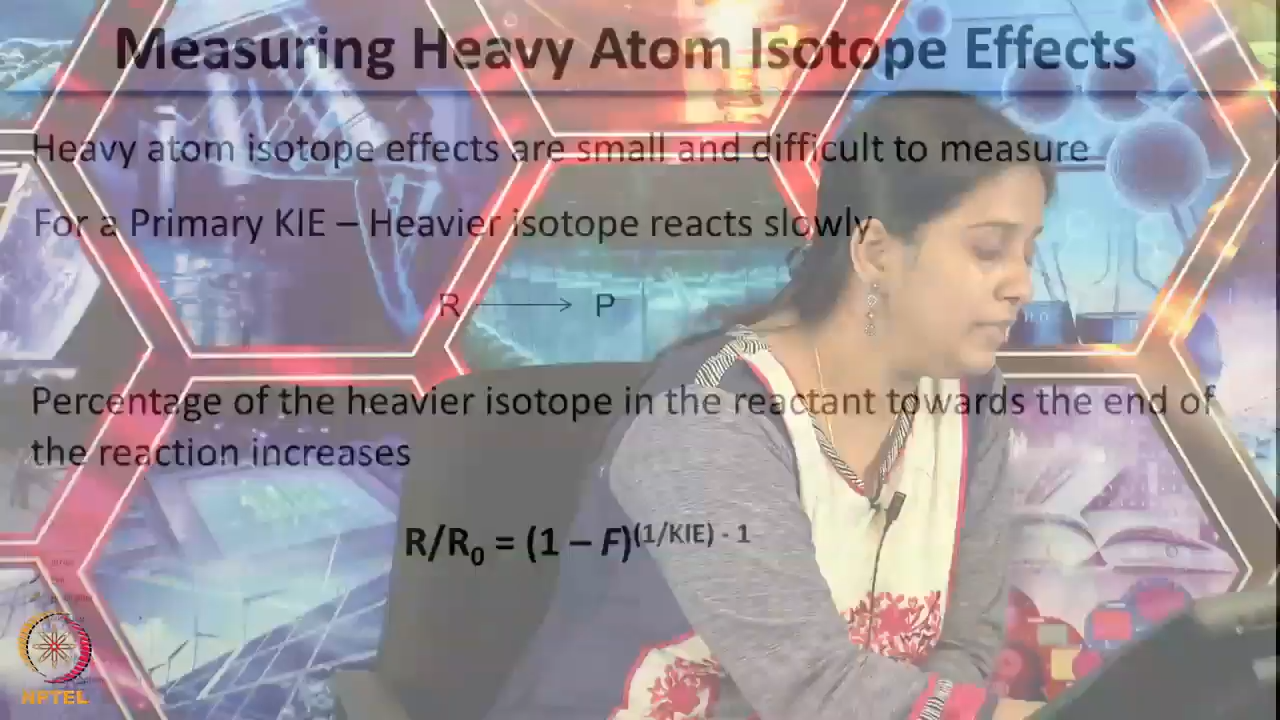 Measuring Heavy Atom Isotope Effects
Heavy atom isotope effects are small and difficult to measure
For a Primary KIE – Heavier isotope reacts slowly
R ⟶ P
Percentage of the heavier isotope in the reactant towards the end of
the reaction increases
R/R₀ = (1 – F)^(1/KIE) - 1
NPTEL